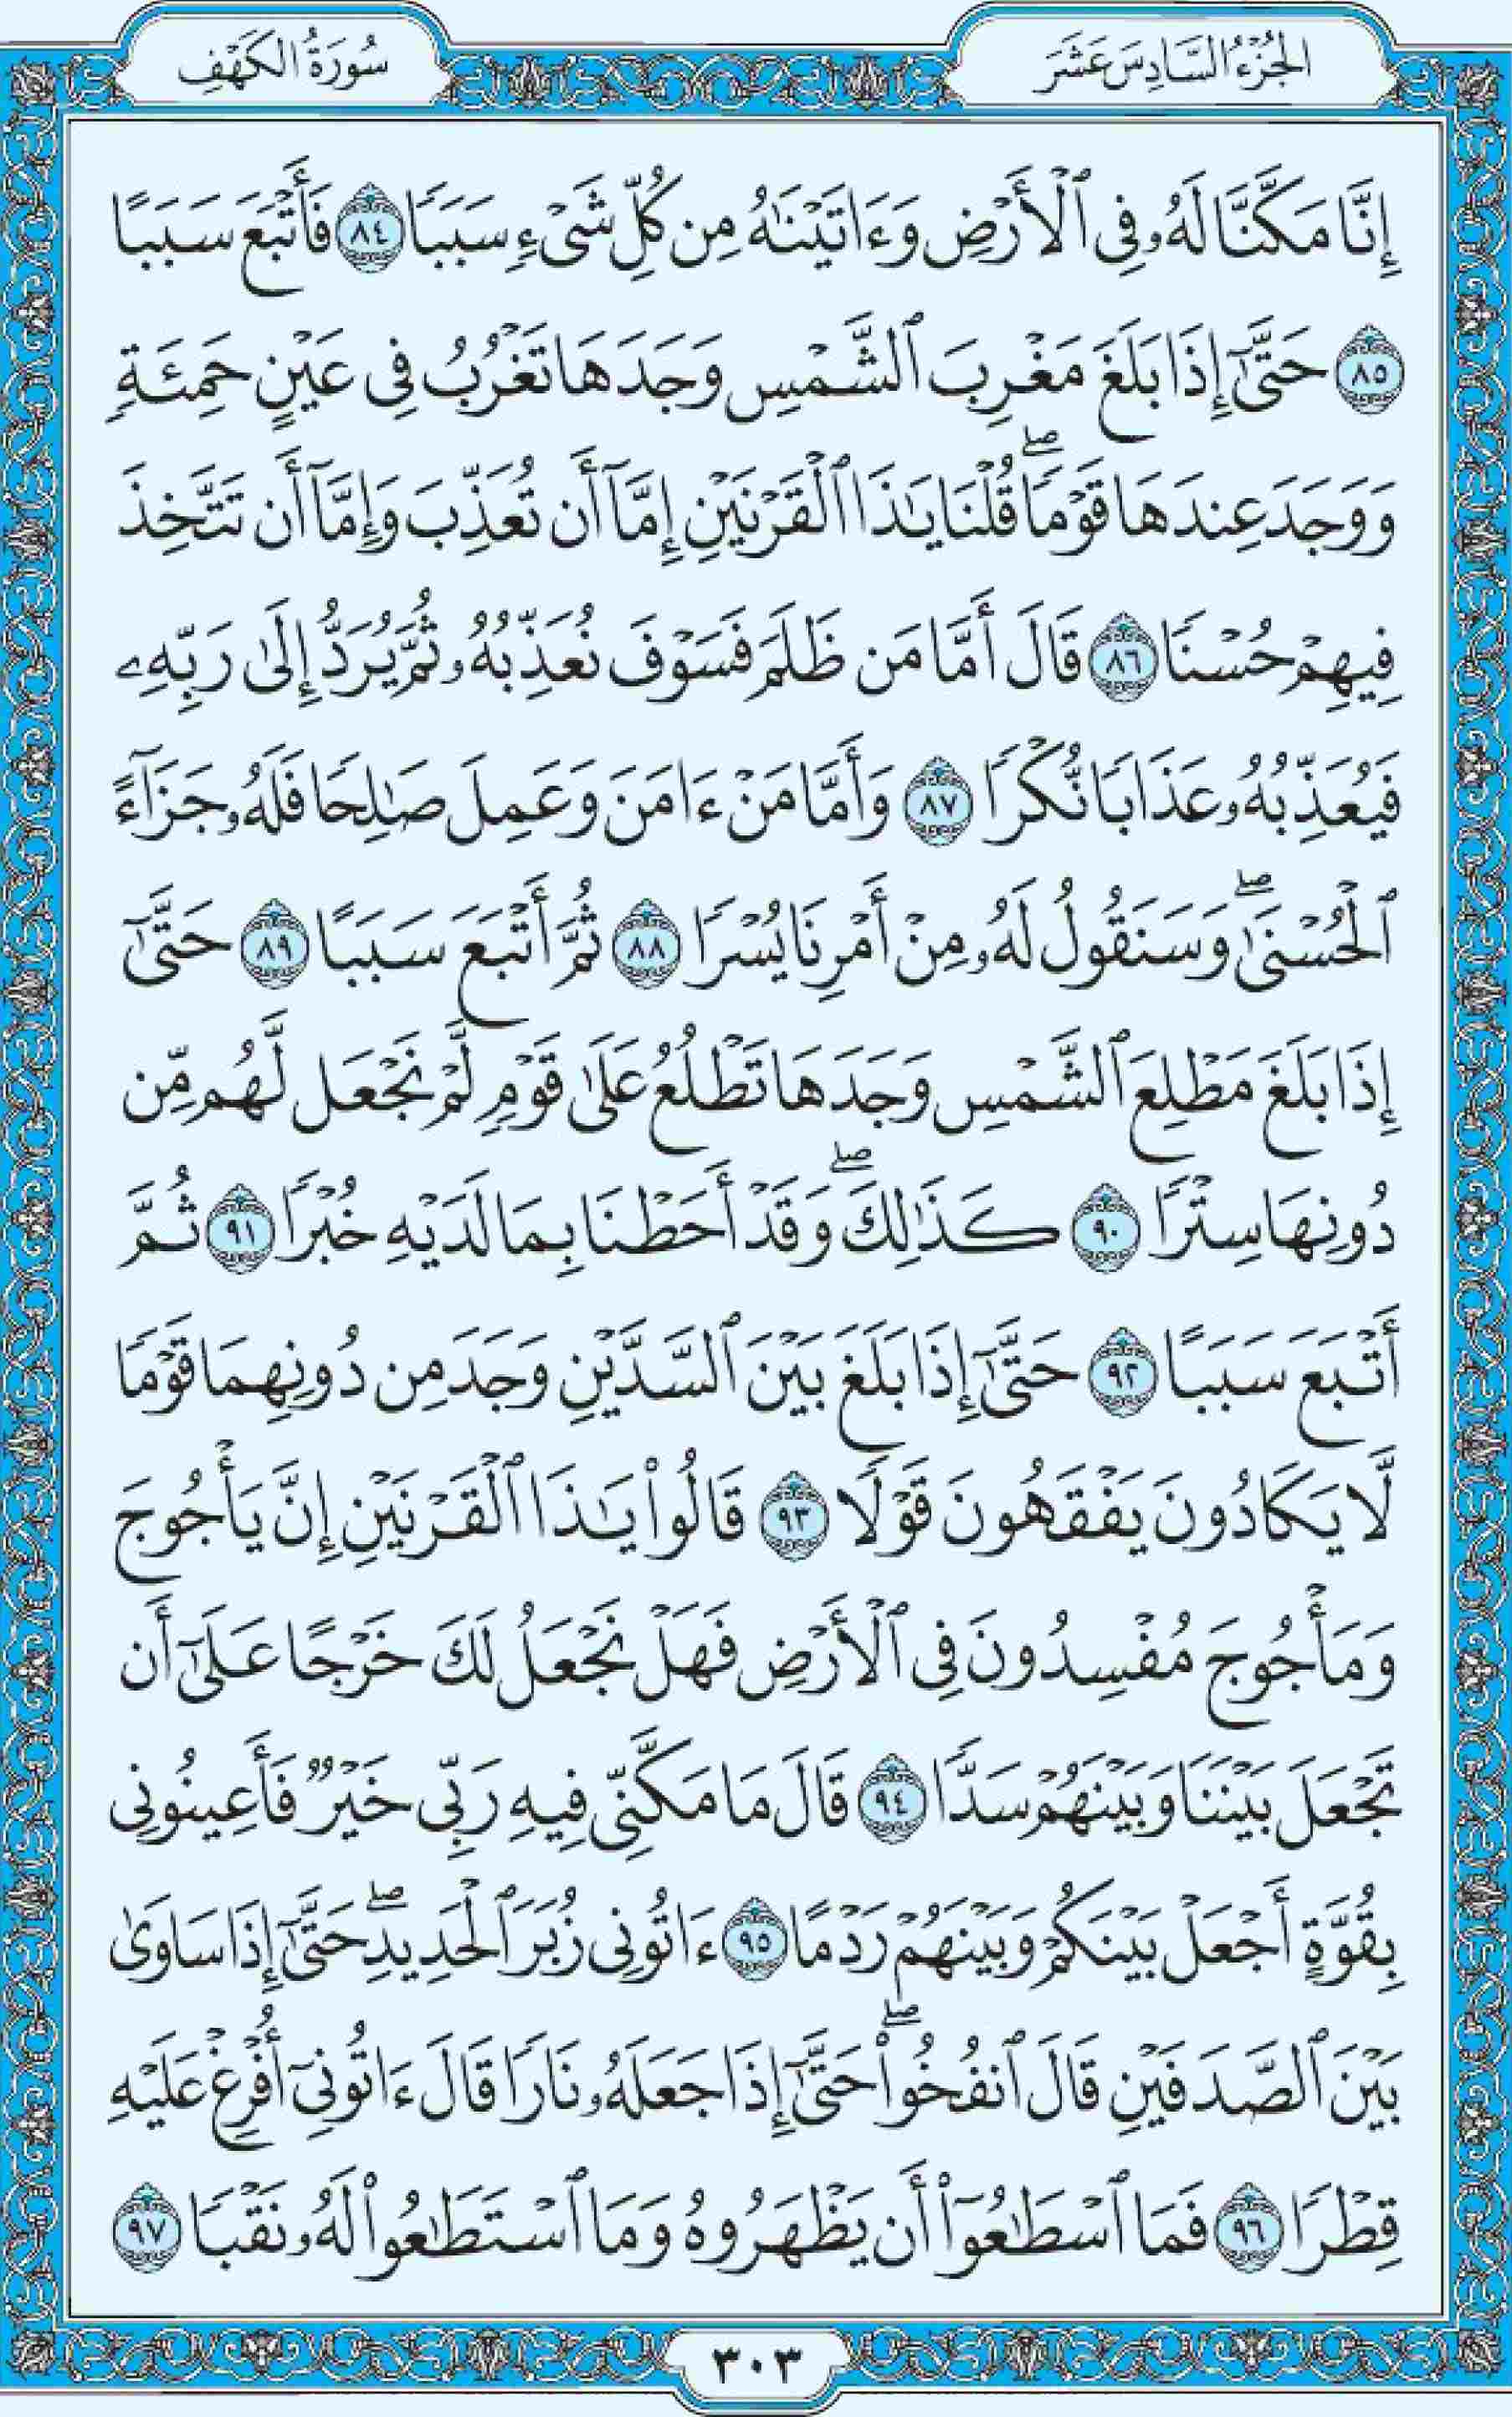 الجُزْءُ السَّادِسَ عَشَرَ
سُورَةُ الكَهْفِ
إِنَّا مَكَّنَّا لَهُۥ فِى ٱلْأَرْضِ وَءَاتَيْنَٰهُ مِن كُلِّ شَىْءٍ سَبَبًا ٨٤ فَأَتْبَعَ سَبَبًا
٨٥ حَتَّىٰٓ إِذَا بَلَغَ مَغْرِبَ ٱلشَّمْسِ وَجَدَهَا تَغْرُبُ فِى عَيْنٍ حَمِئَةٍ
وَوَجَدَ عِندَهَا قَوْمًا ۖ قُلْنَا يَٰذَا ٱلْقَرْنَيْنِ إِمَّآ أَن تُعَذِّبَ وَإِمَّآ أَن تَتَّخِذَ
فِيهِمْ حُسْنًا ٨٦ قَالَ أَمَّا مَن ظَلَمَ فَسَوْفَ نُعَذِّبُهُۥ ثُمَّ يُرَدُّ إِلَىٰ رَبِّهِۦ
فَيُعَذِّبُهُۥ عَذَابًا نُّكْرًا ٨٧ وَأَمَّا مَنْ ءَامَنَ وَعَمِلَ صَٰلِحًا فَلَهُۥ جَزَآءً
ٱلْحُسْنَىٰ ۖ وَسَنَقُولُ لَهُۥ مِنْ أَمْرِنَا يُسْرًا ٨٨ ثُمَّ أَتْبَعَ سَبَبًا ٨٩ حَتَّىٰٓ
إِذَا بَلَغَ مَطْلِعَ ٱلشَّمْسِ وَجَدَهَا تَطْلُعُ عَلَىٰ قَوْمٍ لَّمْ نَجْعَل لَّهُم مِّن
دُونِهَا سِتْرًا ٩٠ كَذَٰلِكَ ۖ وَقَدْ أَحَطْنَا بِمَا لَدَيْهِ خُبْرًا ٩١ ثُمَّ
أَتْبَعَ سَبَبًا ٩٢ حَتَّىٰٓ إِذَا بَلَغَ بَيْنَ ٱلسَّدَّيْنِ وَجَدَ مِن دُونِهِمَا قَوْمًا
لَّا يَكَادُونَ يَفْقَهُونَ قَوْلًا ٩٣ قَالُوا۟ يَٰذَا ٱلْقَرْنَيْنِ إِنَّ يَأْجُوجَ
وَمَأْجُوجَ مُفْسِدُونَ فِى ٱلْأَرْضِ فَهَلْ نَجْعَلُ لَكَ خَرْجًا عَلَىٰٓ أَن
تَجْعَلَ بَيْنَنَا وَبَيْنَهُمْ سَدًّا ٩٤ قَالَ مَا مَكَّنِّى فِيهِ رَبِّى خَيْرٌ فَأَعِينُونِى
بِقُوَّةٍ أَجْعَلْ بَيْنَكُمْ وَبَيْنَهُمْ رَدْمًا ٩٥ ءَاتُونِى زُبَرَ ٱلْحَدِيدِ ۖ حَتَّىٰٓ إِذَا سَاوَىٰ
بَيْنَ ٱلصَّدَفَيْنِ قَالَ ٱنفُخُوا۟ ۖ حَتَّىٰٓ إِذَا جَعَلَهُۥ نَارًا قَالَ ءَاتُونِىٓ أُفْرِغْ عَلَيْهِ
قِطْرًا ٩٦ فَمَا ٱسْطَٰعُوٓا۟ أَن يَظْهَرُوهُ وَمَا ٱسْتَطَٰعُوا۟ لَهُۥ نَقْبًا ٩٧
٣٠٣